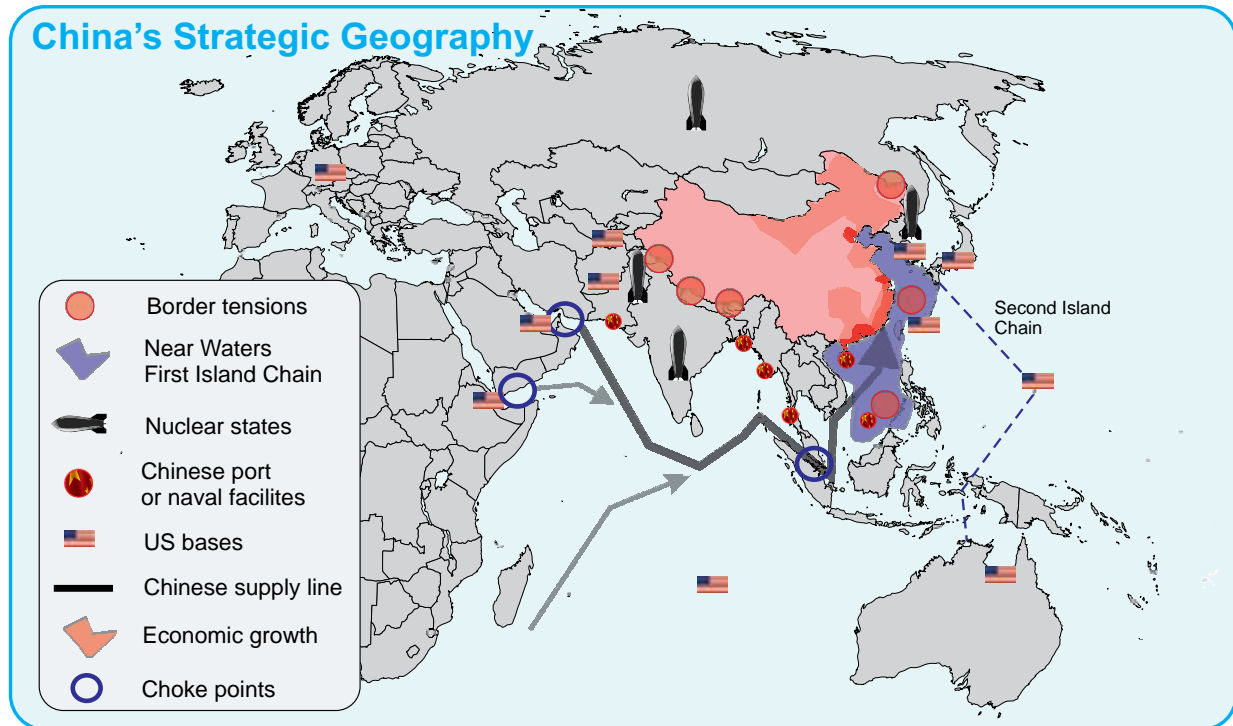 China's Strategic Geography
Second Island
Chain
Border tensions
Near Waters
First Island Chain
Nuclear states
Chinese port
or naval facilites
US bases
Chinese supply line
Economic growth
Choke points